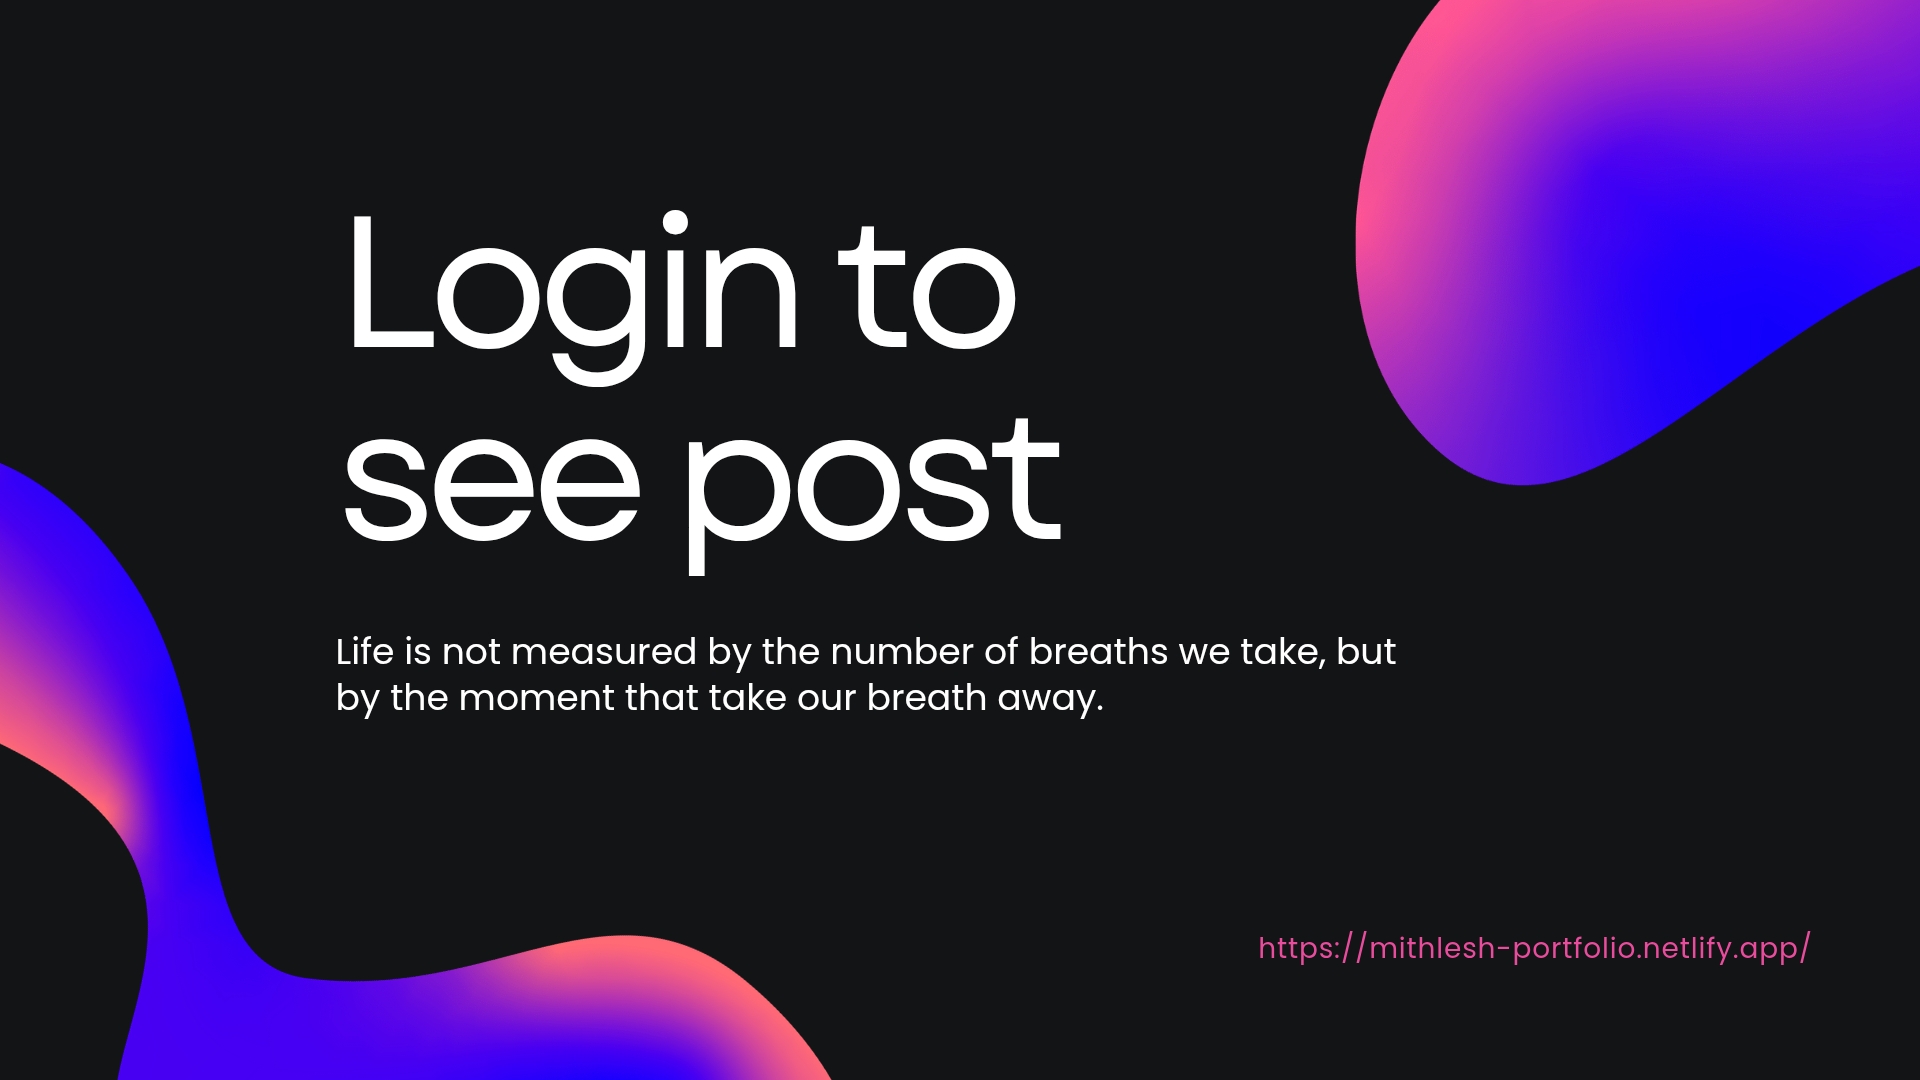 Login to
see post
Life is not measured by the number of breaths we take, but
by the moment that take our breath away.
https://mithlesh-portfolio.netlify.app/